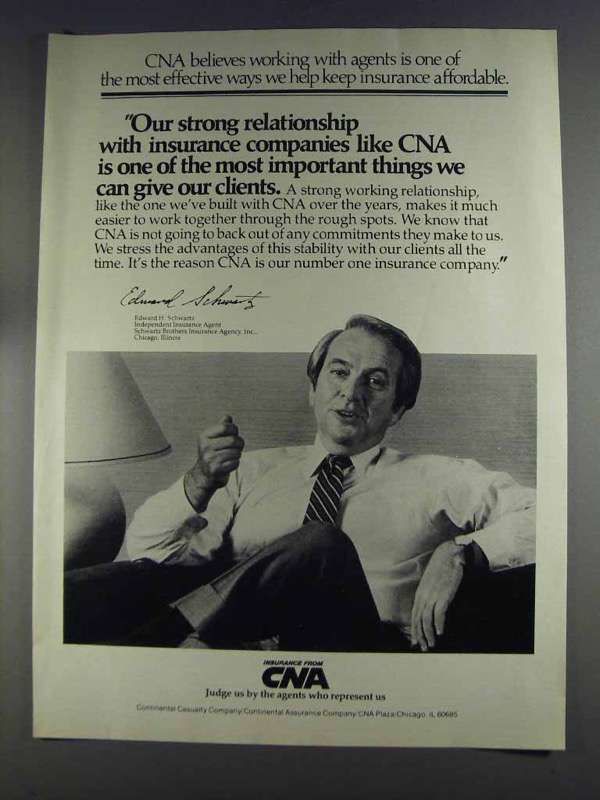 CNA believes working with agents is one of
the most effective ways we help keep insurance affordable.
"Our strong relationship
with insurance companies like CNA
is one of the most important things we
can give our clients. A strong working relationship,
like the one we've built with CNA over the years, makes it much
easier to work together through the rough spots. We know that
CNA is not going to back out of any commitments they make to us.
We stress the advantages of this stability with our clients all the
time. It's the reason CNA is our number one insurance company."
Edward Schwartz
Edward H. Schwartz
Independent Insurance Agent
Schwartz Brothers Insurance Agency, Inc.,
Chicago, Illinois
INSURANCE FROM
CNA
Judge us by the agents who represent us
Continental Casualty Company/Continental Assurance Company/CNA Plaza/Chicago, IL 60685